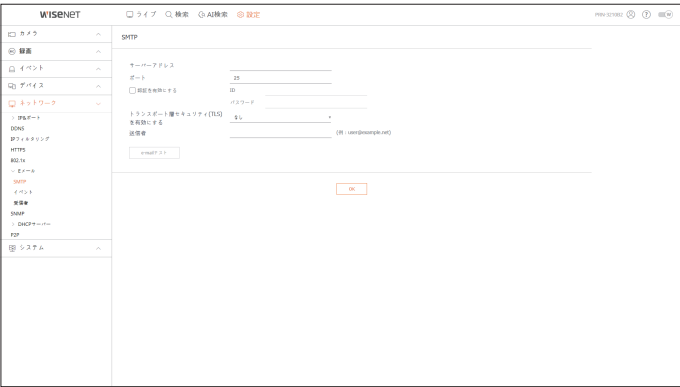 WISENET
ライブ 検索 AI検索 設定
PRN-3210B2
カメラ
録画
イベント
デバイス
ネットワーク
IP&ポート
DDNS
IPフィルタリング
HTTPS
802.1x
Eメール
SMTP
イベント
受信者
SNMP
DHCPサーバー
P2P
システム
SMTP
サーバーアドレス
ポート 25
認証を有効にする ID
パスワード
トランスポート層セキュリティ(TLS) なし
を有効にする
送信者 (例 : user@example.net)
e-mailテスト
OK